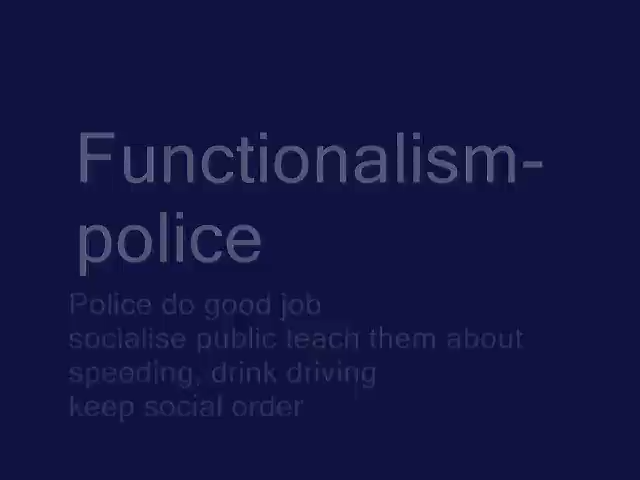 Functionalism-
police
Police do good job
socialise public teach them about
speeding, drink driving
keep social order